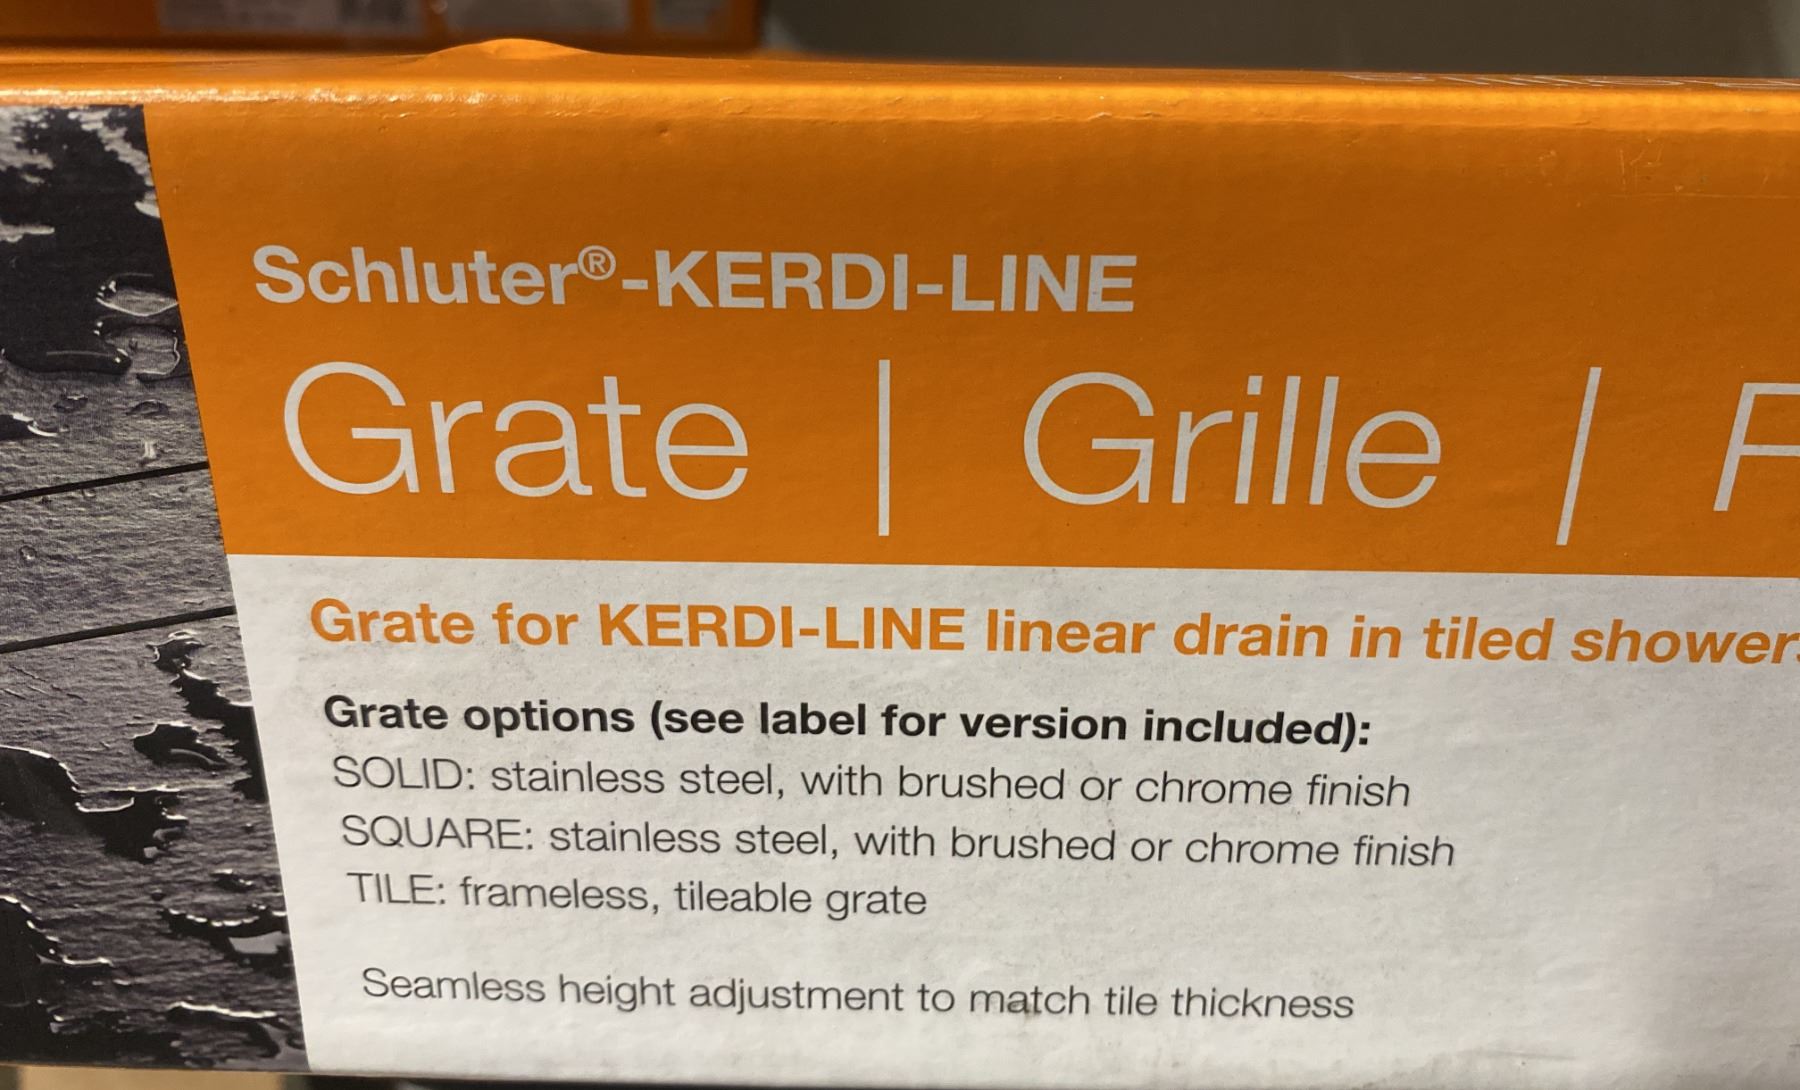 Schluter®-KERDI-LINE
Grate | Grille |
Grate for KERDI-LINE linear drain in tiled shower
Grate options (see label for version included):
SOLID: stainless steel, with brushed or chrome finish
SQUARE: stainless steel, with brushed or chrome finish
TILE: frameless, tileable grate
Seamless height adjustment to match tile thickness